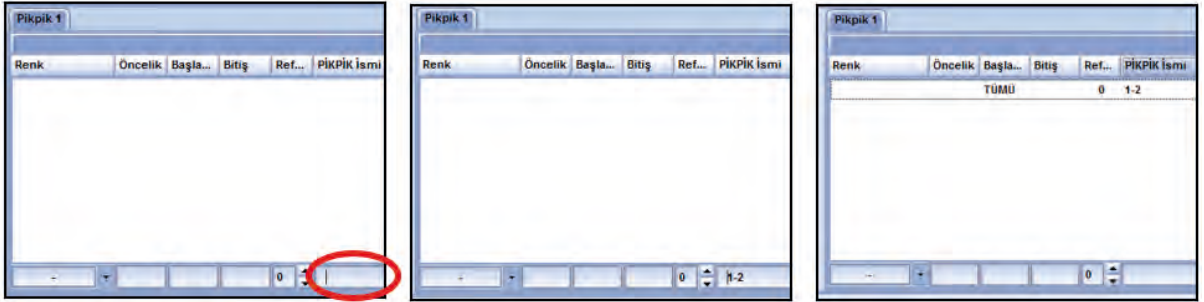 Pikpik 1
Renk Öncelik Başla... Bitiş Ref... PİKPİK İsmi
- 0
Pikpik 1
Renk Öncelik Başla... Bitiş Ref... PİKPİK İsmi
- 0 1-2
Pikpik 1
Renk Öncelik Başla... Bitiş Ref... PİKPİK İsmi
TÜMÜ 0 1-2
- 0